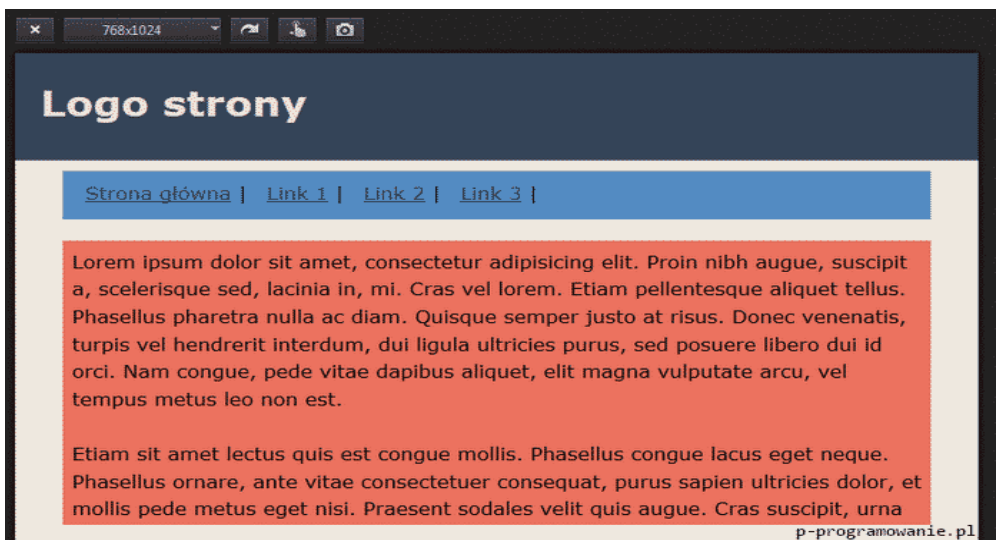 768x1024
Logo strony
Strona główna | Link 1 | Link 2 | Link 3 |
Lorem ipsum dolor sit amet, consectetur adipisicing elit. Proin nibh augue, suscipit
a, scelerisque sed, lacinia in, mi. Cras vel lorem. Etiam pellentesque aliquet tellus.
Phasellus pharetra nulla ac diam. Quisque semper justo at risus. Donec venenatis,
turpis vel hendrerit interdum, dui ligula ultricies purus, sed posuere libero dui id
orci. Nam congue, pede vitae dapibus aliquet, elit magna vulputate arcu, vel
tempus metus leo non est.
Etiam sit amet lectus quis est congue mollis. Phasellus congue lacus eget neque.
Phasellus ornare, ante vitae consectetuer consequat, purus sapien ultricies dolor, et
mollis pede metus eget nisi. Praesent sodales velit quis augue. Cras suscipit, urna
p-programowanie.pl